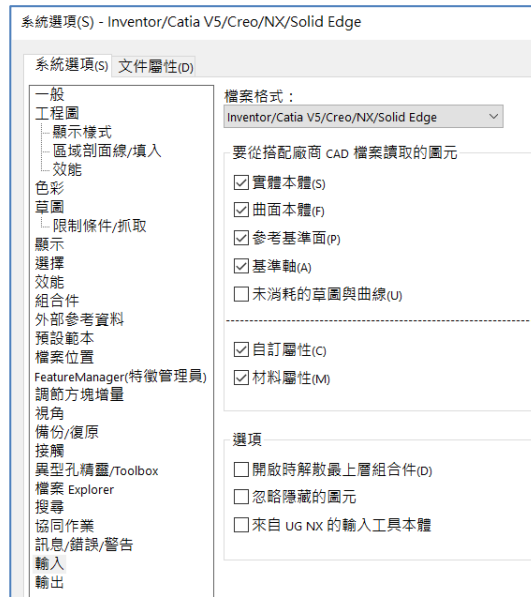 系統選項(S) - Inventor/Catia V5/Creo/NX/Solid Edge
系統選項(S) 文件屬性(D)
一般
工程圖
顯示樣式
區域剖面線/填入
效能
色彩
草圖
限制條件/抓取
顯示
選擇
效能
組合件
外部參考資料
預設範本
檔案位置
FeatureManager(特徵管理員)
調節方塊增量
視角
備份/復原
接觸
異型孔精靈/Toolbox
檔案 Explorer
搜尋
協同作業
訊息/錯誤/警告
輸入
輸出
檔案格式：
Inventor/Catia V5/Creo/NX/Solid Edge
要從搭配廠商 CAD 檔案讀取的圖元
實體本體(S)
曲面本體(F)
參考基準面(P)
基準軸(A)
未消耗的草圖與曲線(U)
自訂屬性(C)
材料屬性(M)
選項
開啟時解散最上層組合件(D)
忽略隱藏的圖元
來自 UG NX 的輸入工具本體